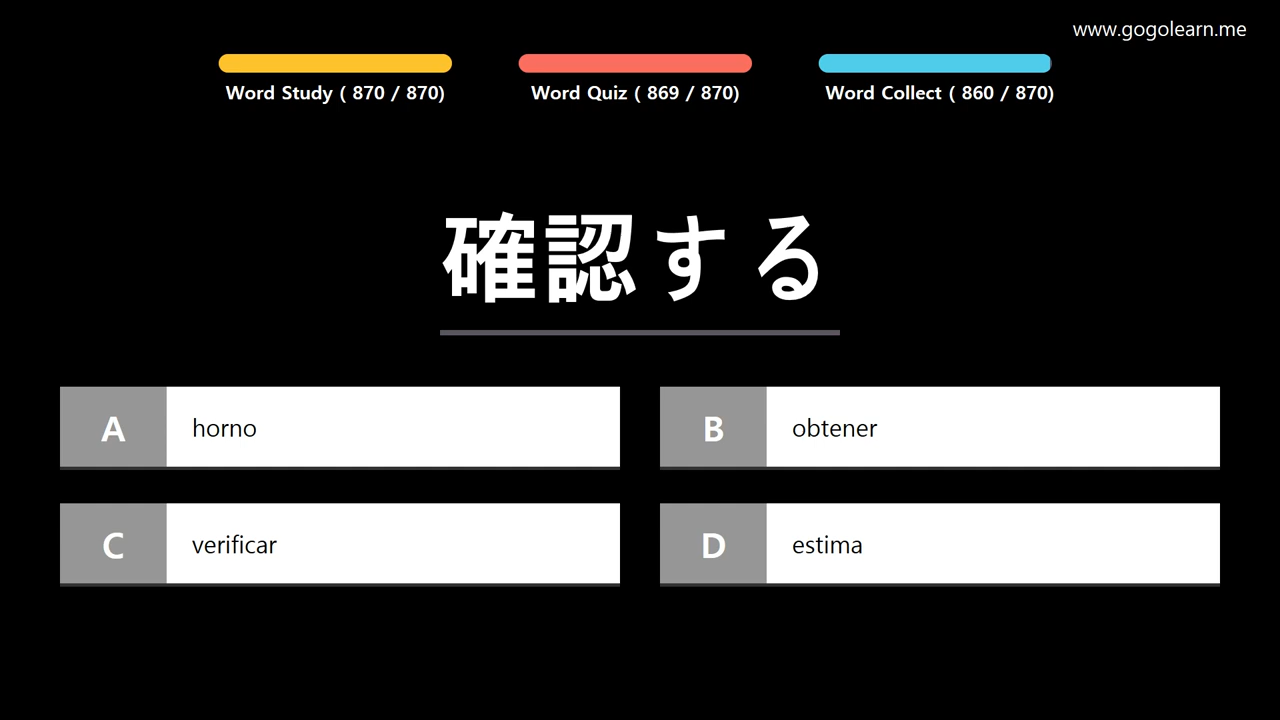 www.gogolearn.me
Word Study ( 870 / 870)
Word Quiz ( 869 / 870)
Word Collect ( 860 / 870)
確認する
A horno
B obtener
C verificar
D estima